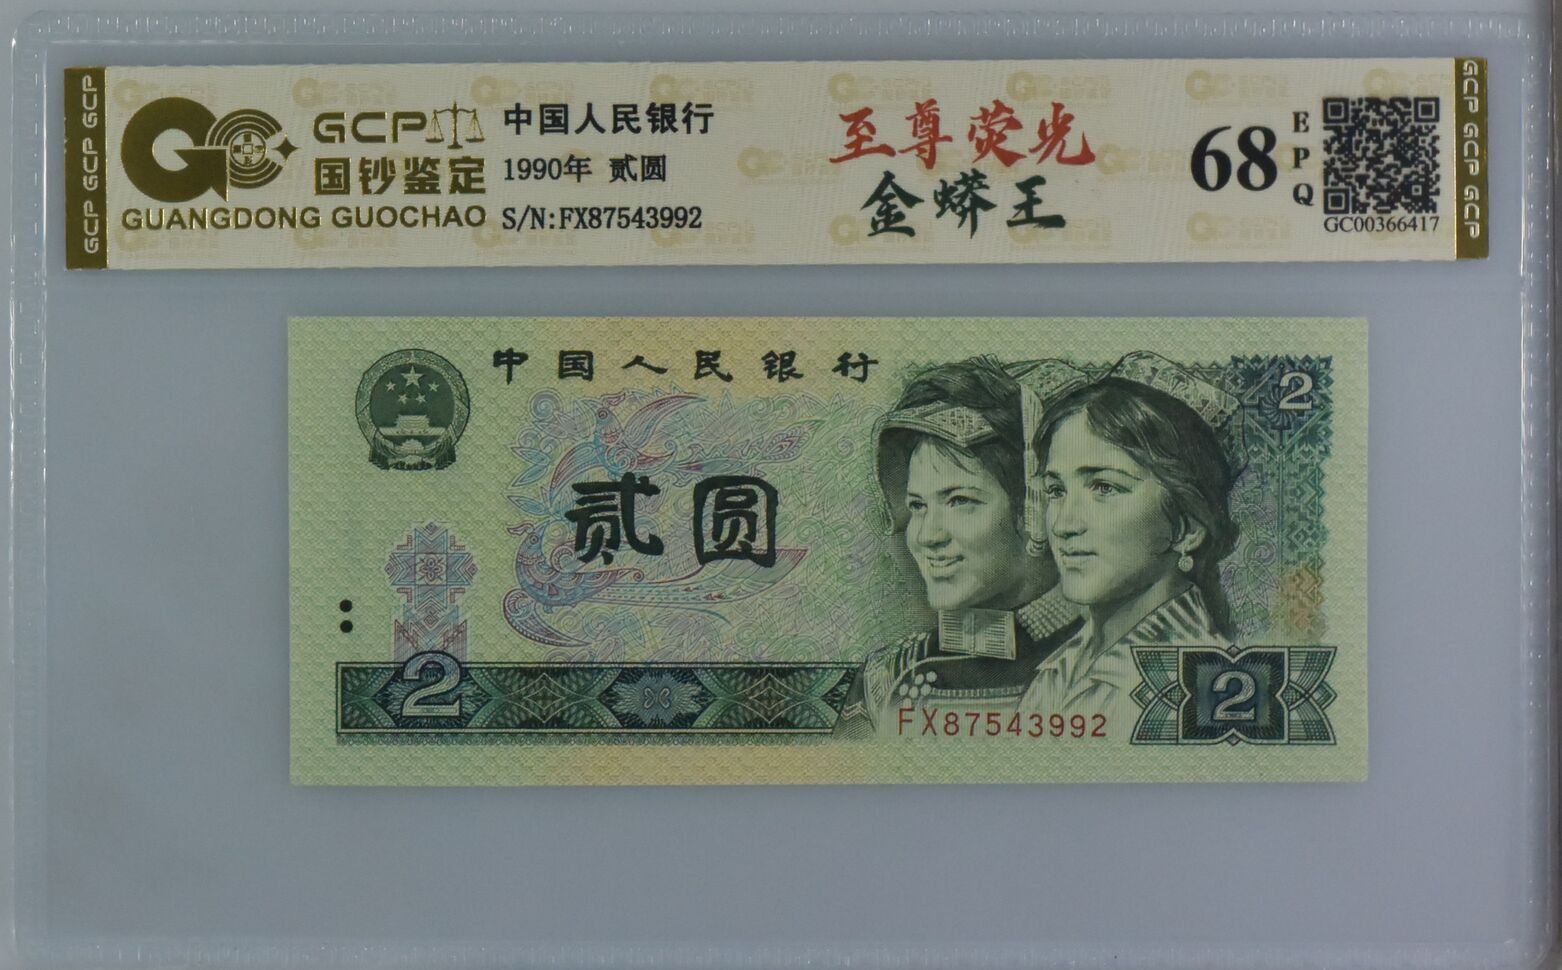 GCP GCP GCP
GCP
国钞鉴定
GUANGDONG GUOCHAO
中国人民银行
1990年 贰圆
S/N:FX87543992
至尊荧光
金蟒王
68
EPQ
GC00366417
GCP GCP GCP
中国人民银行
2
贰圆
2
2
FX87543992